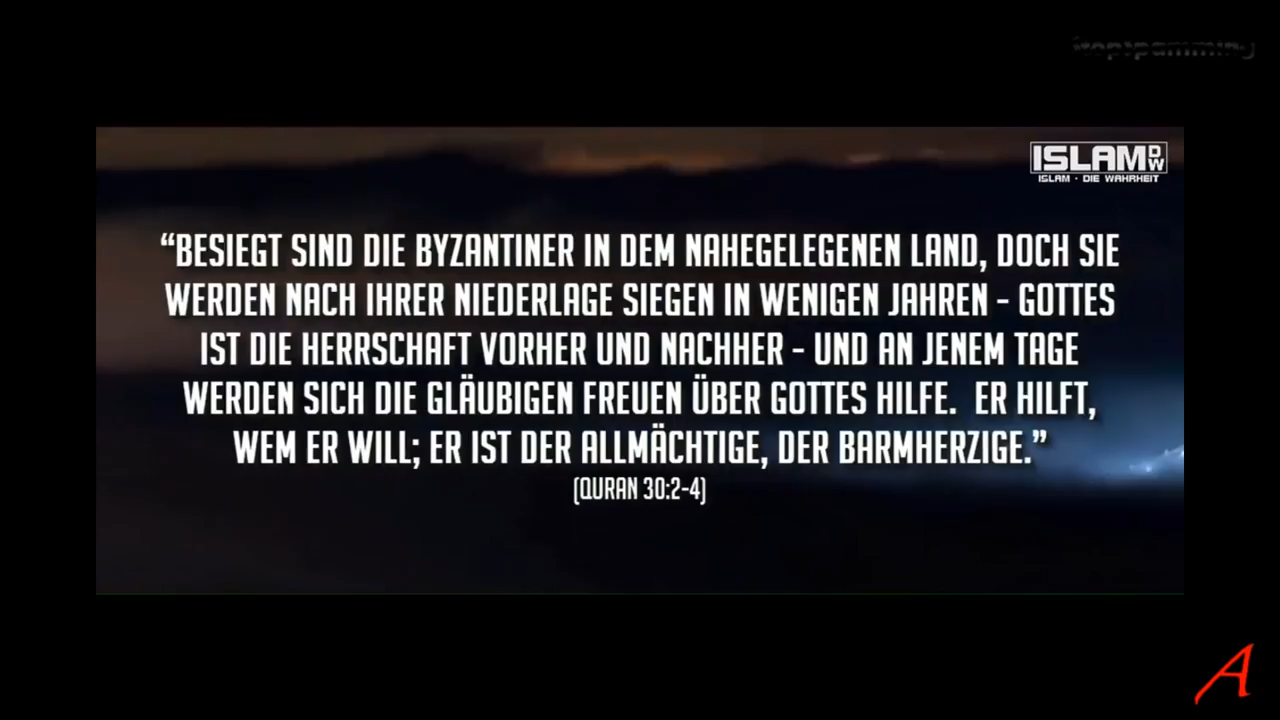 ISLAM DW
ISLAM · DIE WAHRHEIT
“BESIEGT SIND DIE BYZANTINER IN DEM NAHEGELEGENEN LAND, DOCH SIE
WERDEN NACH IHRER NIEDERLAGE SIEGEN IN WENIGEN JAHREN - GOTTES
IST DIE HERRSCHAFT VORHER UND NACHHER - UND AN JENEM TAGE
WERDEN SICH DIE GLÄUBIGEN FREUEN ÜBER GOTTES HILFE. ER HILFT,
WEM ER WILL; ER IST DER ALLMÄCHTIGE, DER BARMHERZIGE.”
(QURAN 30:2-4)
A